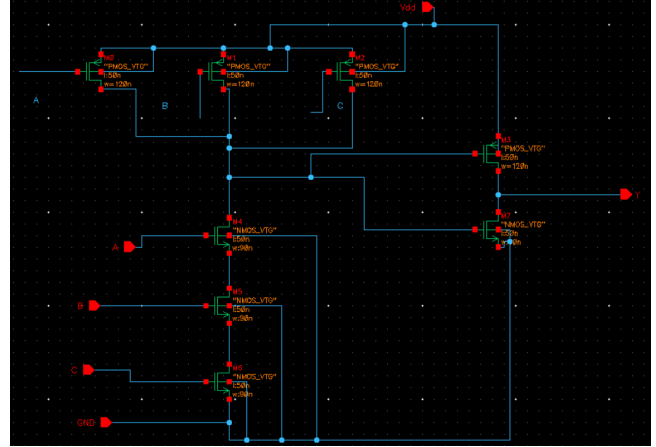 Vdd
M0
"PMOS_VTG"
l:50n
w=120n
M1
"PMOS_VTG"
l:50n
w=120n
M2
"PMOS_VTG"
l:50n
w=120n
A
B
C
M3
"PMOS_VTG"
l:50n
w=120n
Y
"NMOS_VTG"
M4
"NMOS_VTG"
l:50n
w:90n
A
M5
"NMOS_VTG"
l:50n
w:90n
B
M6
"NMOS_VTG"
l:50n
w:90n
C
GND